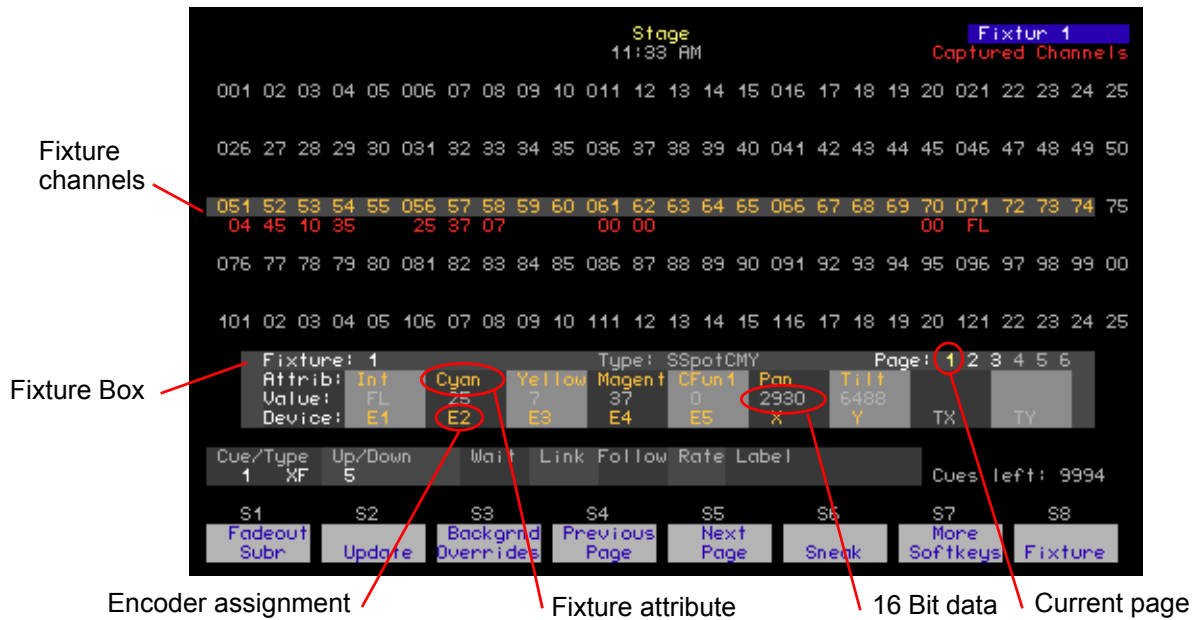 Stage
Fixtur 1
11:33 AM
Captured Channels
001 02 03 04 05 006 07 08 09 10 011 12 13 14 15 016 17 18 19 20 021 22 23 24 25
Fixture
channels
026 27 28 29 30 031 32 33 34 35 036 37 38 39 40 041 42 43 44 45 046 47 48 49 50
051 52 53 54 55 056 57 58 59 60 061 62 63 64 65 066 67 68 69 70 071 72 73 74 75
04 45 10 35 25 37 07 00 00 00 FL
076 77 78 79 80 081 82 83 84 85 086 87 88 89 90 091 92 93 94 95 096 97 98 99 00
101 02 03 04 05 106 07 08 09 10 111 12 13 14 15 116 17 18 19 20 121 22 23 24 25
Fixture Box
Fixture: 1 Type: SSpotCMY Page: 1 2 3 4 5 6
Attrib: Int Cyan Yellow Magent CFun1 Pan Tilt
Value: FL 25 7 37 0 2930 6488
Device: E1 E2 E3 E4 E5 X Y TX TY
Cue/Type Up/Down Wait Link Follow Rate Label
1 XF 5 Cues left: 9994
S1 S2 S3 S4 S5 S6 S7 S8
Fadeout Backgrnd Previous Next More
Subr Update Overrides Page Page Sneak Softkeys Fixture
Encoder assignment
Fixture attribute
16 Bit data
Current page